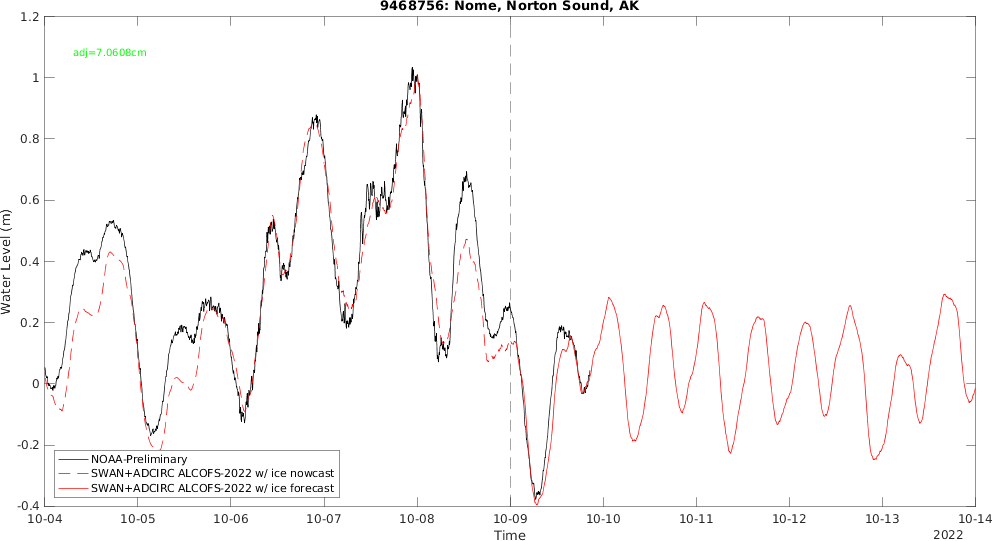 9468756: Nome, Norton Sound, AK
adj=7.0608cm
1.2
1
0.8
0.6
0.4
0.2
0
-0.2
-0.4
Water Level (m)
NOAA-Preliminary
SWAN+ADCIRC ALCOFS-2022 w/ ice nowcast
SWAN+ADCIRC ALCOFS-2022 w/ ice forecast
10-04 10-05 10-06 10-07 10-08 10-09 10-10 10-11 10-12 10-13 10-14
Time
2022